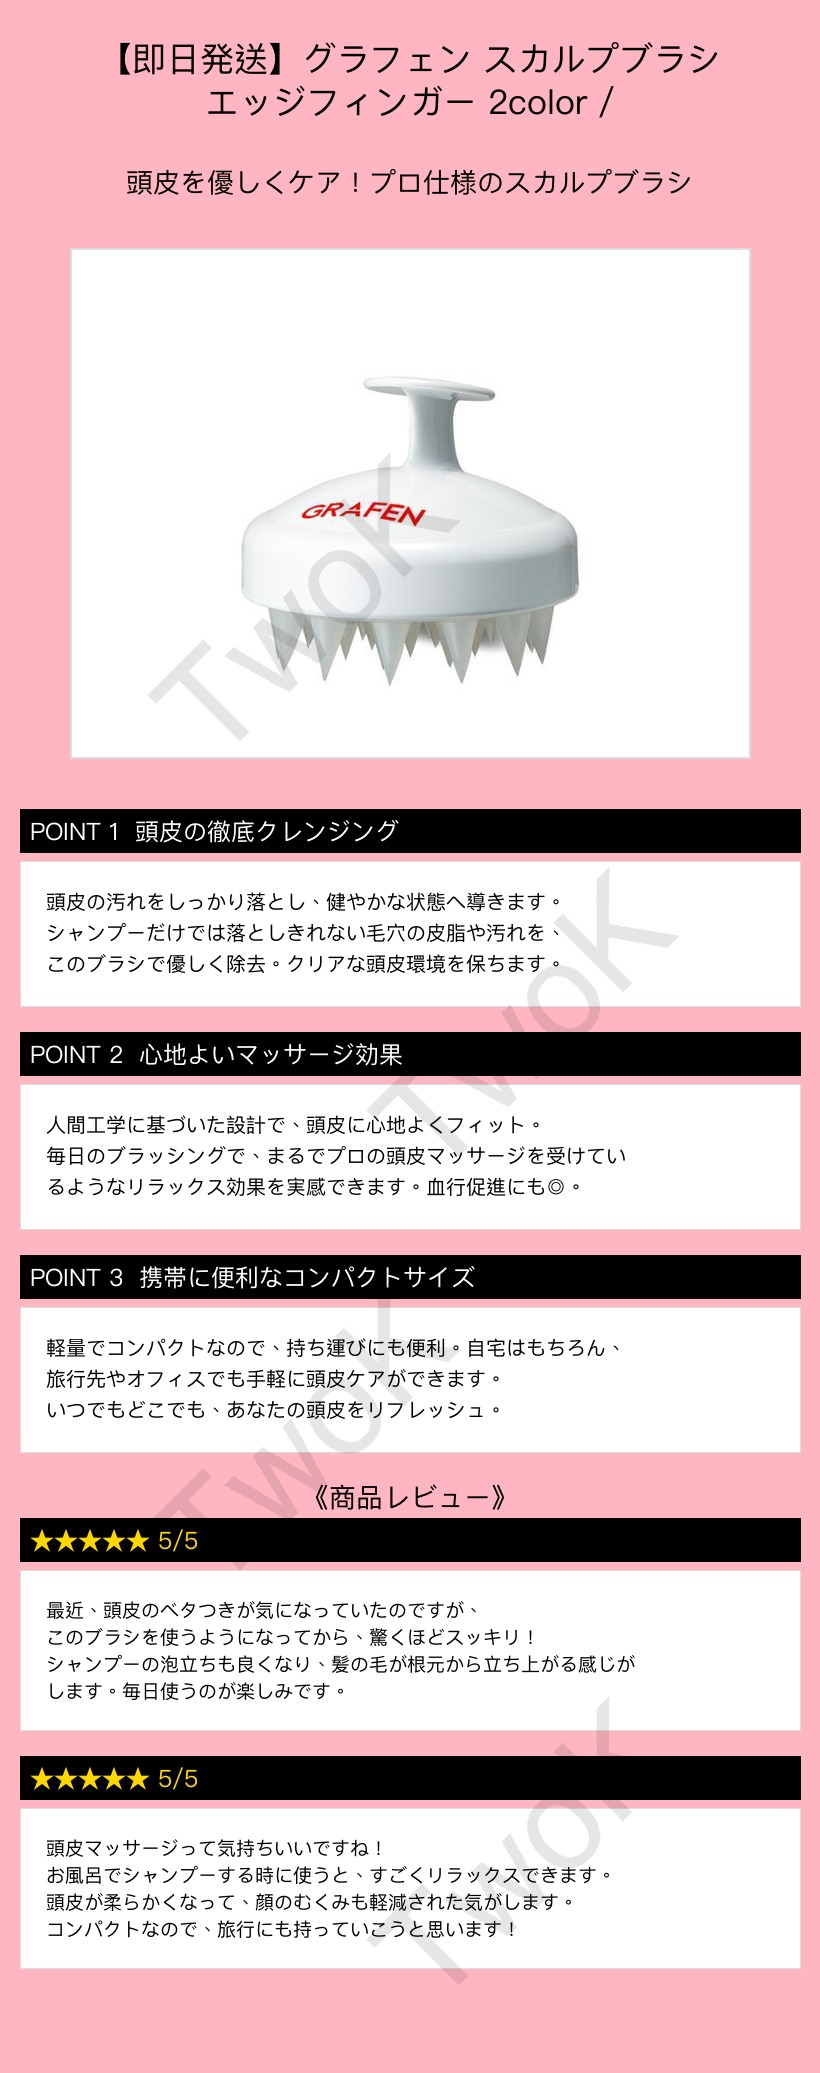 【即日発送】グラフェン スカルプブラシ
エッジフィンガー 2color /
頭皮を優しくケア！プロ仕様のスカルプブラシ
GRAFEN
TwoK
POINT 1 頭皮の徹底クレンジング
頭皮の汚れをしっかり落とし、健やかな状態へ導きます。
シャンプーだけでは落としきれない毛穴の皮脂や汚れを、
このブラシで優しく除去。クリアな頭皮環境を保ちます。
TwoK
POINT 2 心地よいマッサージ効果
人間工学に基づいた設計で、頭皮に心地よくフィット。
毎日のブラッシングで、まるでプロの頭皮マッサージを受けてい
るようなリラックス効果を実感できます。血行促進にも◎。
POINT 3 携帯に便利なコンパクトサイズ
軽量でコンパクトなので、持ち運びにも便利。自宅はもちろん、
旅行先やオフィスでも手軽に頭皮ケアができます。
いつでもどこでも、あなたの頭皮をリフレッシュ。
TwoK
《商品レビュー》
★★★★★ 5/5
最近、頭皮のベタつきが気になっていたのですが、
このブラシを使うようになってから、驚くほどスッキリ！
シャンプーの泡立ちも良くなり、髪の毛が根元から立ち上がる感じが
します。毎日使うのが楽しみです。
★★★★★ 5/5
頭皮マッサージって気持ちいいですね！
お風呂でシャンプーする時に使うと、すごくリラックスできます。
頭皮が柔らかくなって、顔のむくみも軽減された気がします。
コンパクトなので、旅行にも持っていこうと思います！
TwoK